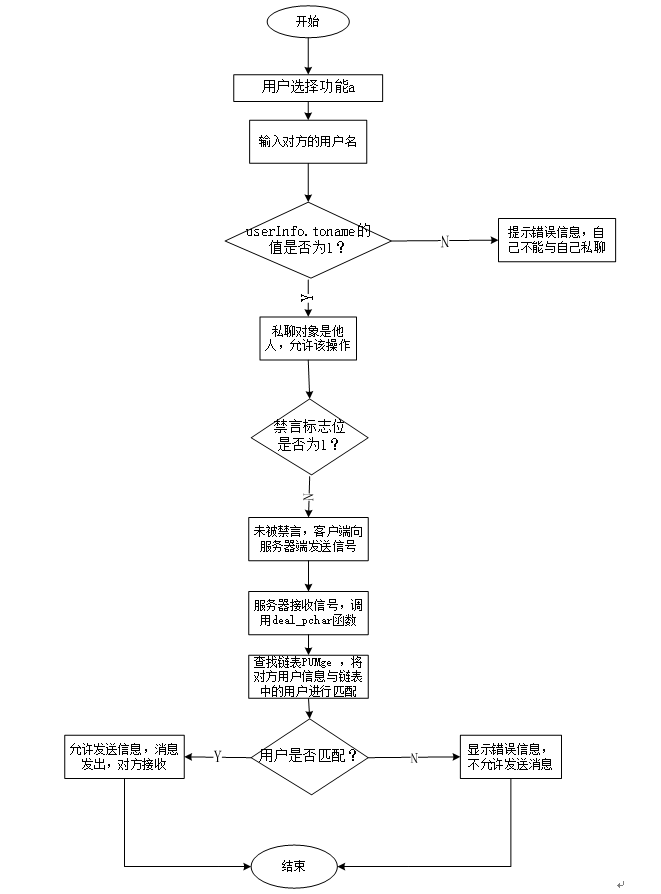 开始
用户选择功能a
输入对方的用户名
userInfo.toname的
值是否为1？
N
提示错误信息，自
己不能与自己私聊
Y
私聊对象是他
人，允许该操作
禁言标志位
是否为1？
N
未被禁言，客户端向
服务器端发送信号
服务器接收信号，调
用deal_pchar函数
查找链表PUMge ，将
对方用户信息与链表
中的用户进行匹配
用户是否匹配？
Y
允许发送信息，消息
发出，对方接收
N
显示错误信息，
不允许发送消息
结束